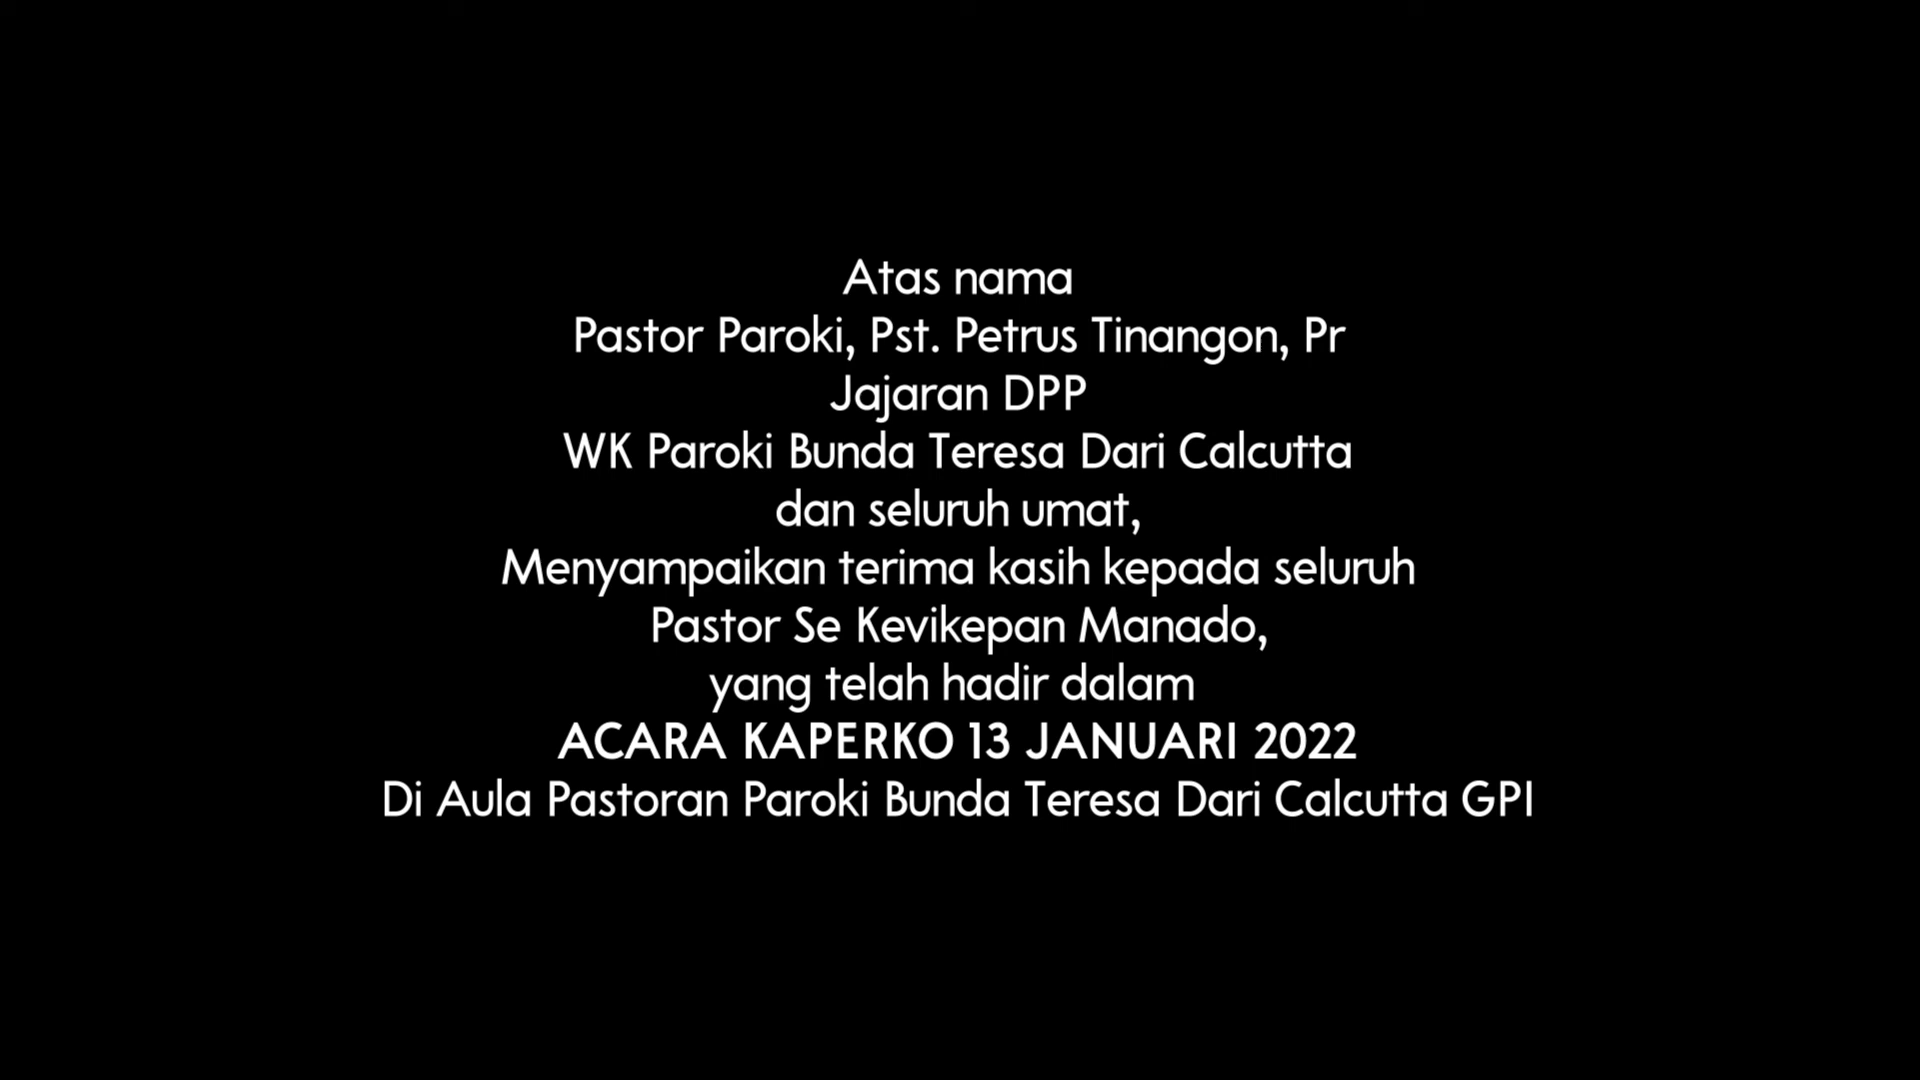 Atas nama
Pastor Paroki, Pst. Petrus Tinangon, Pr
Jajaran DPP
WK Paroki Bunda Teresa Dari Calcutta
dan seluruh umat,
Menyampaikan terima kasih kepada seluruh
Pastor Se Kevikepan Manado,
yang telah hadir dalam
ACARA KAPERKO 13 JANUARI 2022
Di Aula Pastoran Paroki Bunda Teresa Dari Calcutta GPI